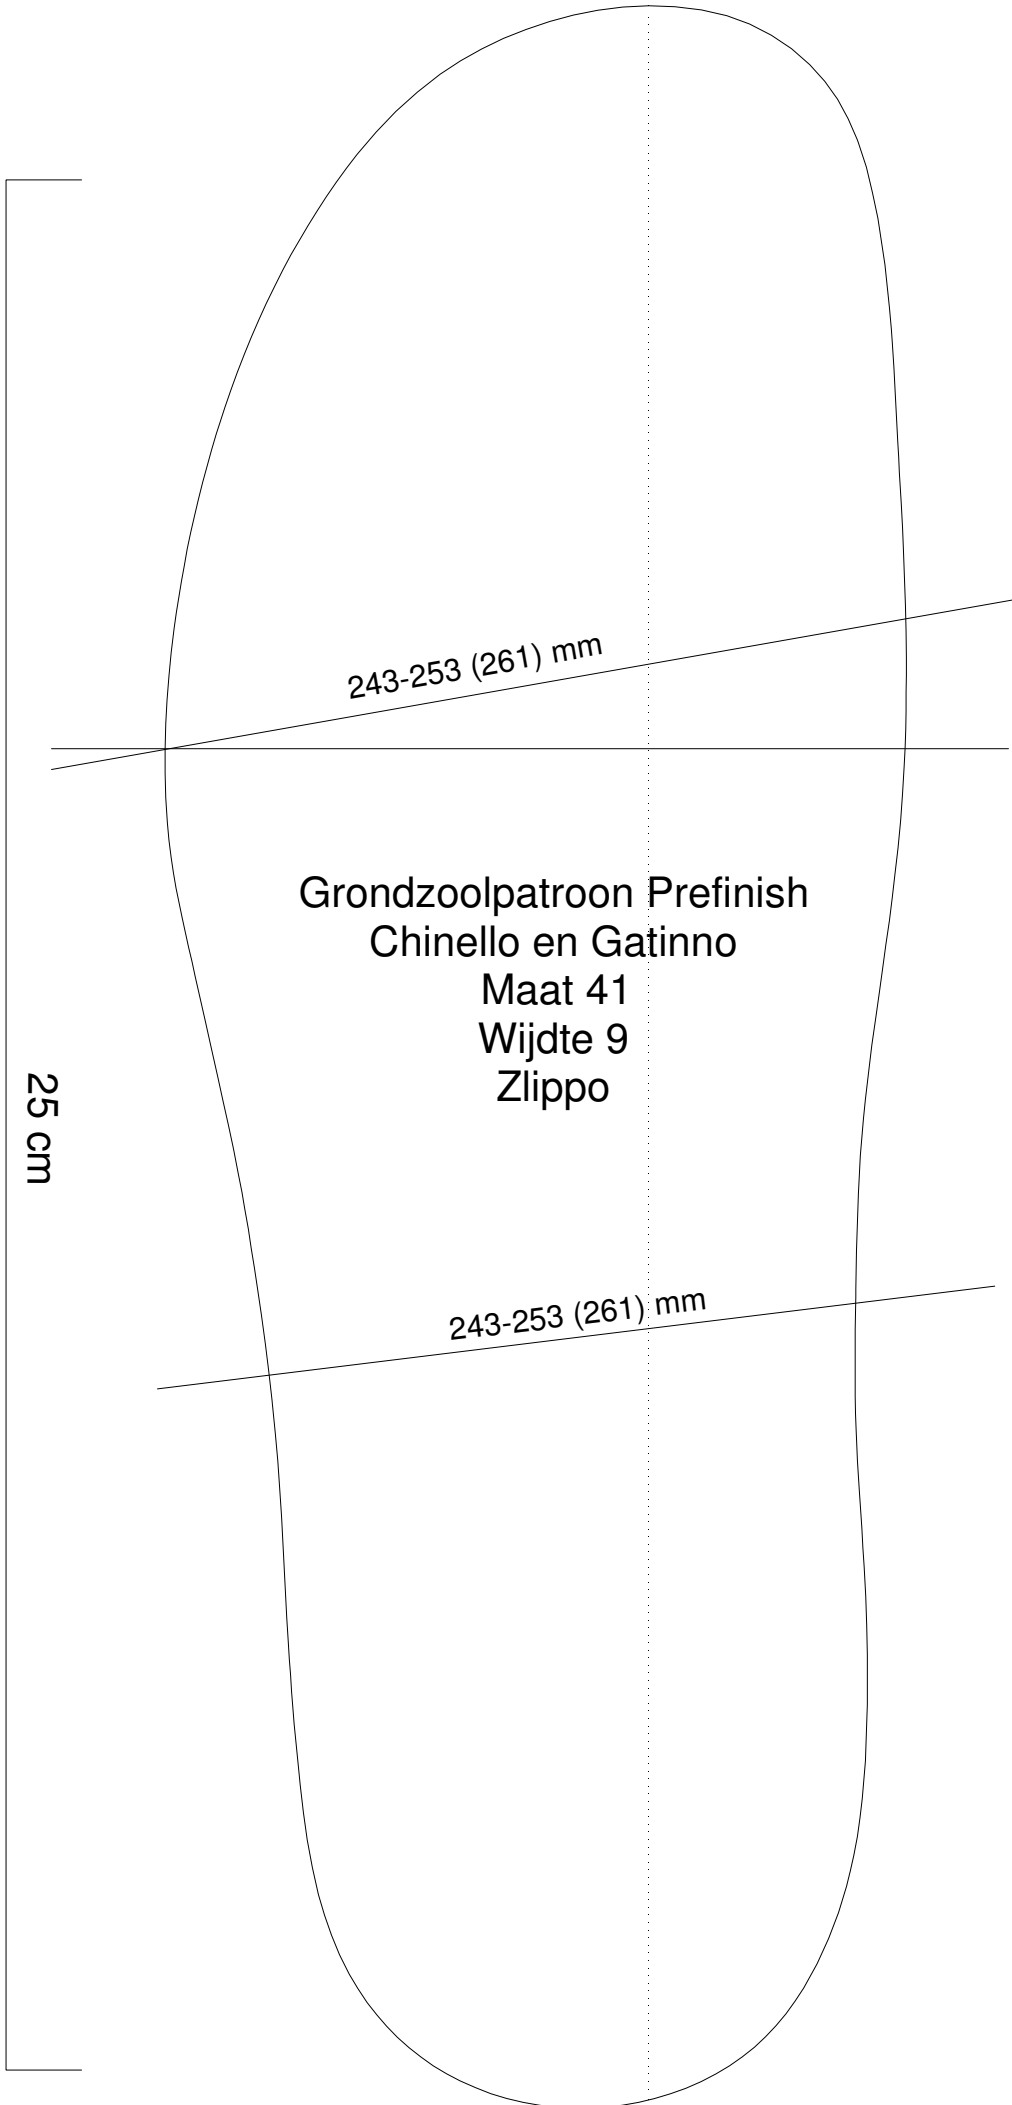 243-253 (261) mm
Grondzoolpatroon Prefinish
Chinello en Gatinno
Maat 41
Wijdte 9
Zlippo
25 cm
243-253 (261) mm